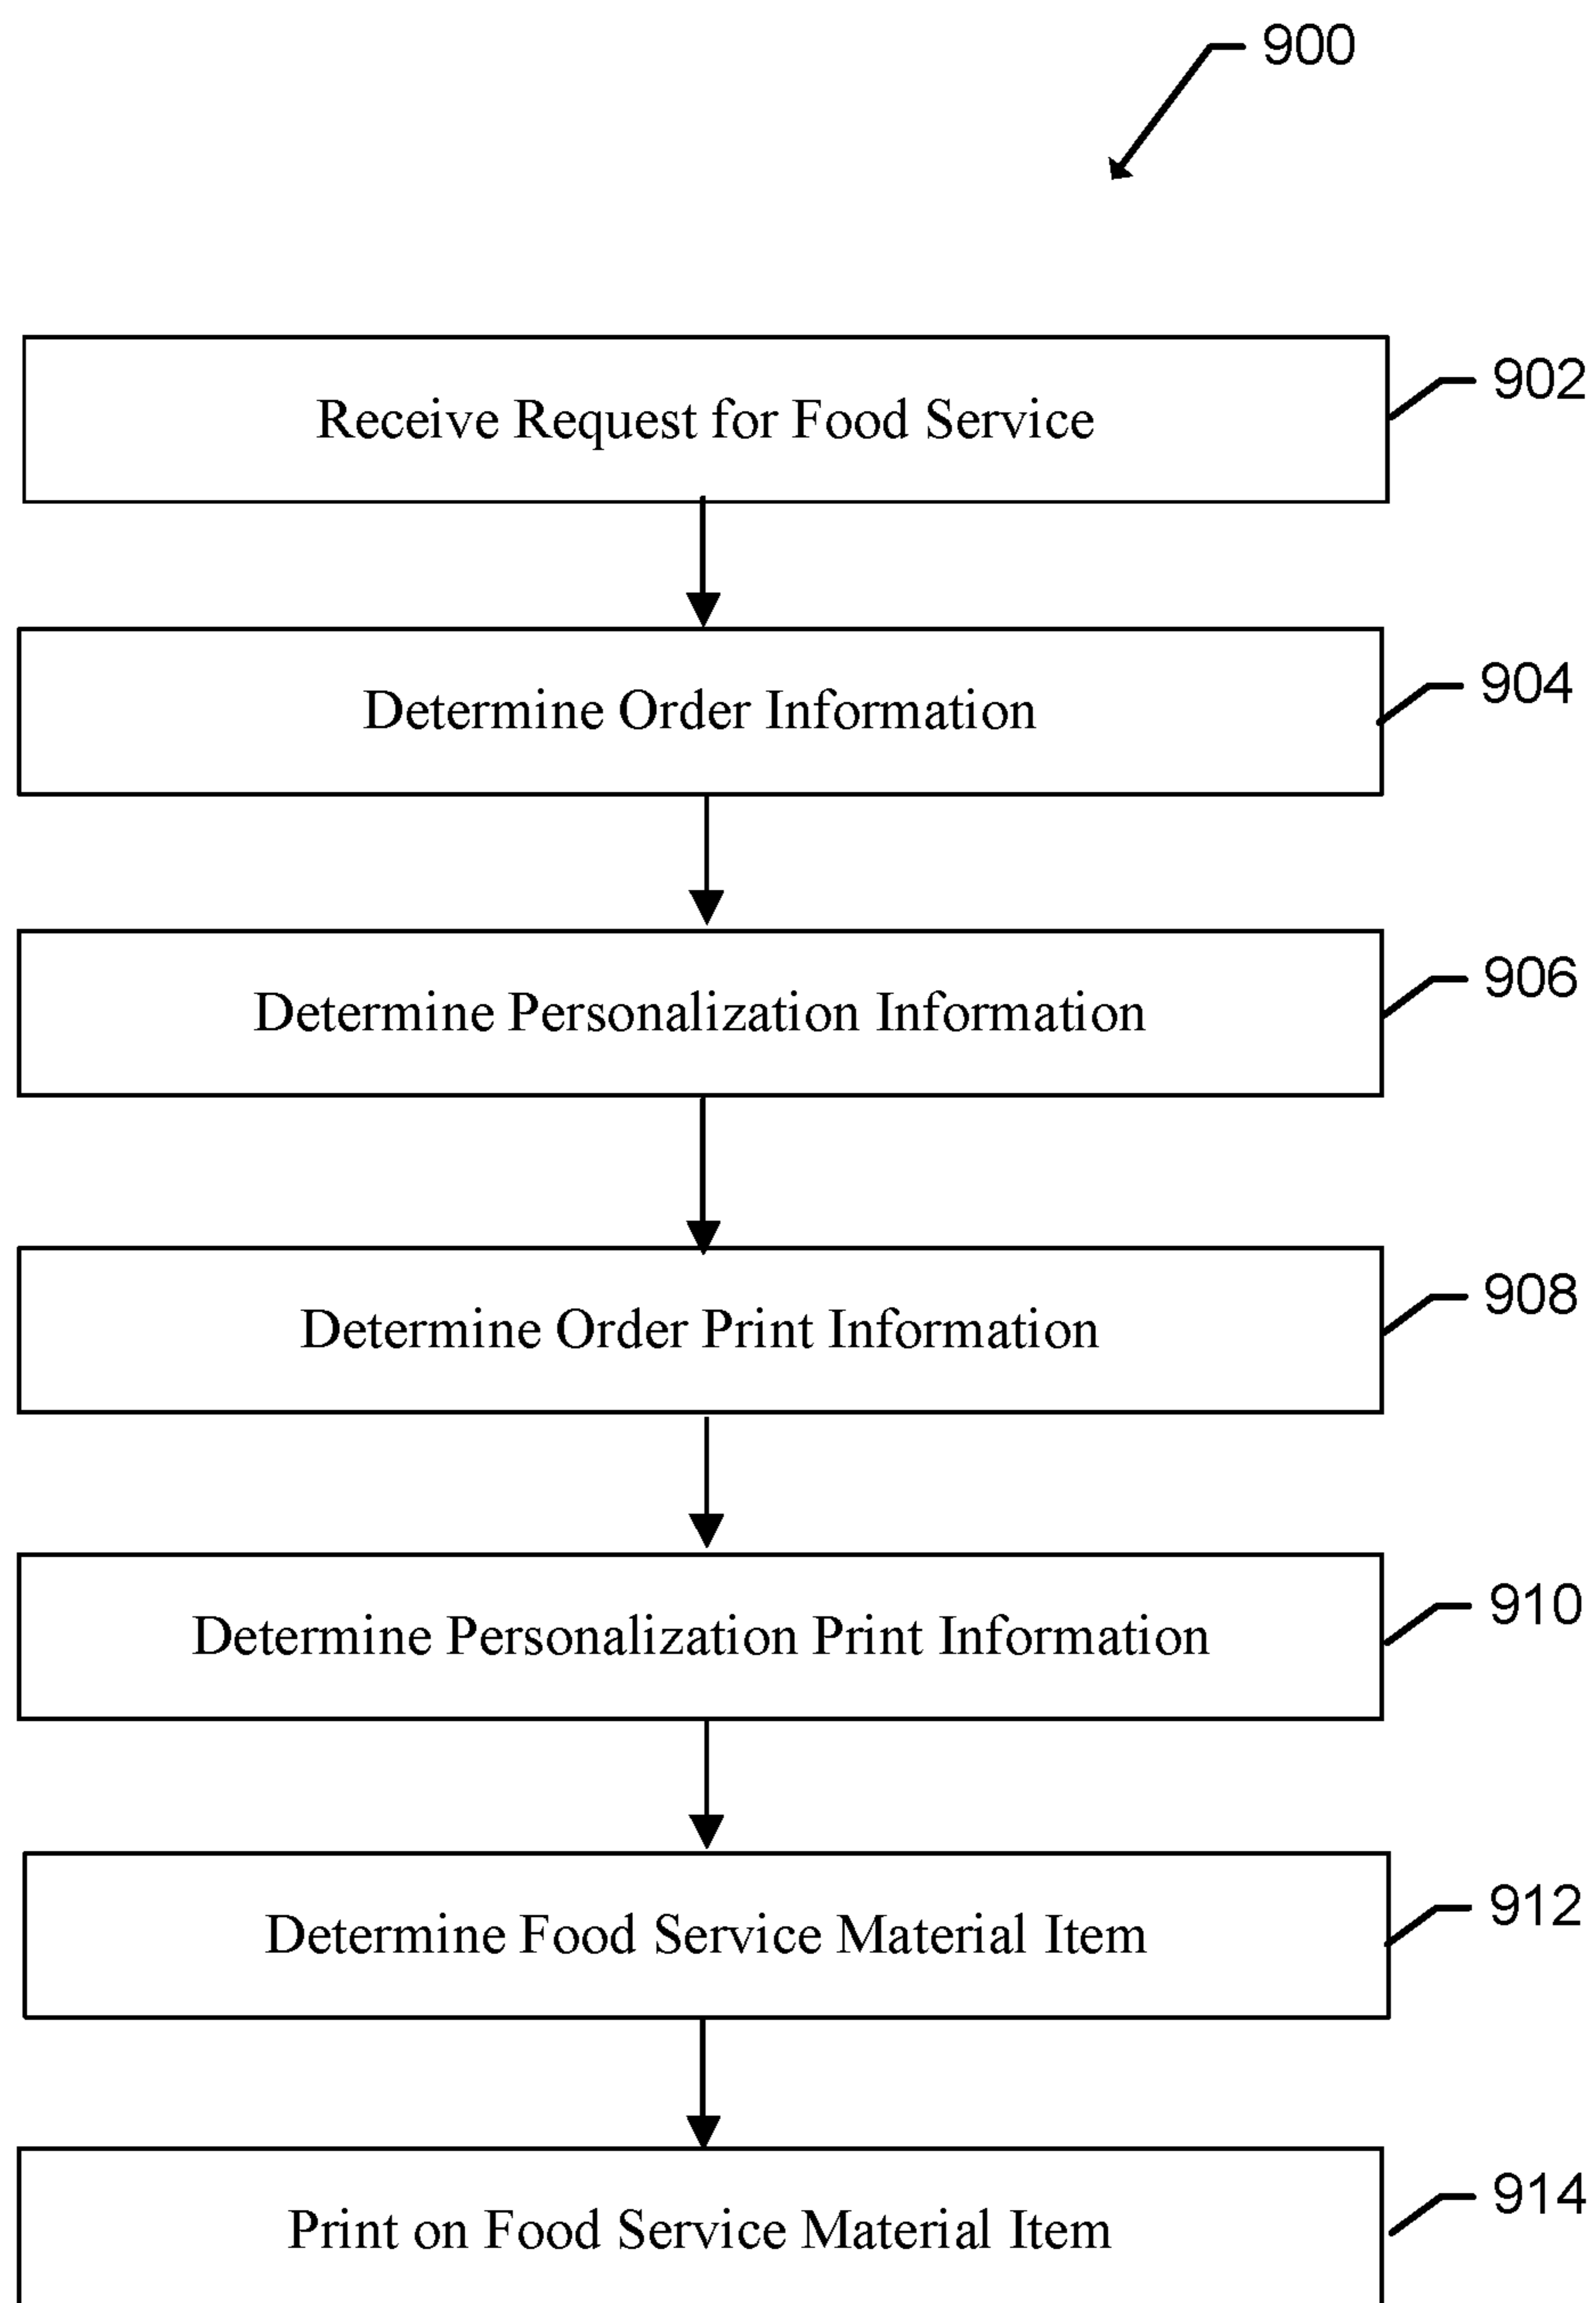 900
Receive Request for Food Service
902
Determine Order Information
904
Determine Personalization Information
906
Determine Order Print Information
908
Determine Personalization Print Information
910
Determine Food Service Material Item
912
Print on Food Service Material Item
914